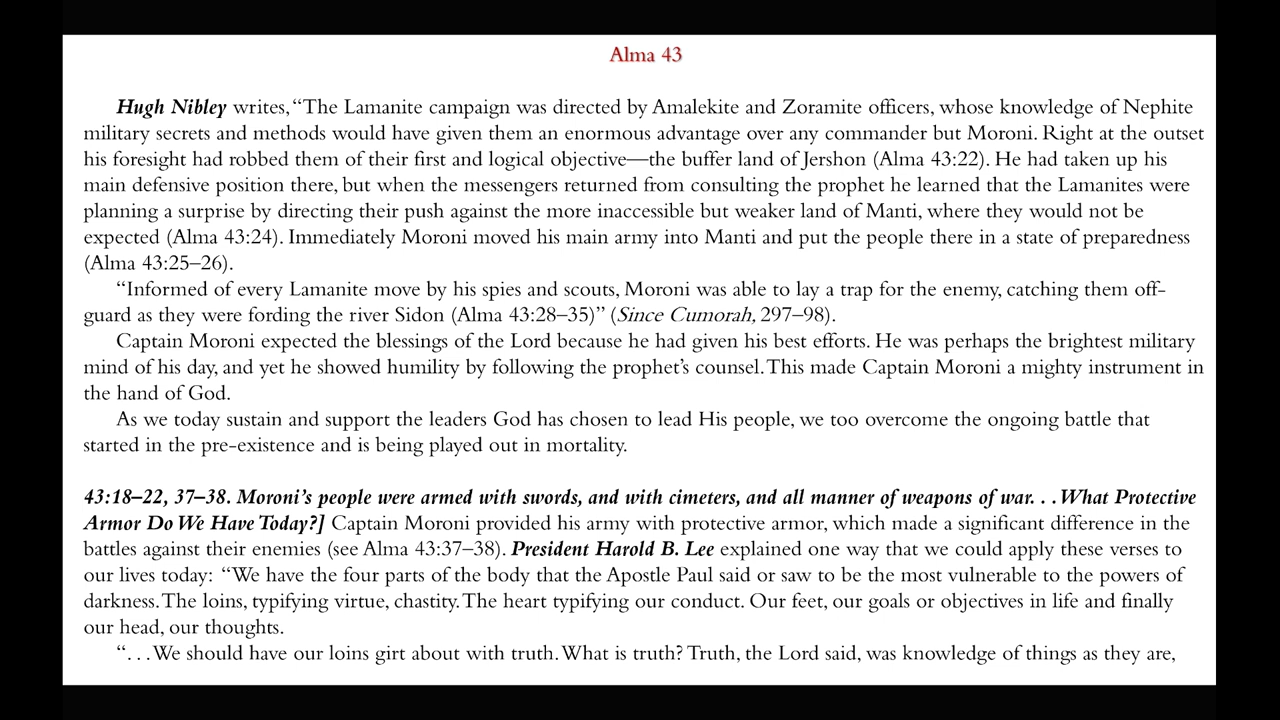 Alma 43
Hugh Nibley writes, “The Lamanite campaign was directed by Amalekite and Zoramite officers, whose knowledge of Nephite
military secrets and methods would have given them an enormous advantage over any commander but Moroni. Right at the outset
his foresight had robbed them of their first and logical objective—the buffer land of Jershon (Alma 43:22). He had taken up his
main defensive position there, but when the messengers returned from consulting the prophet he learned that the Lamanites were
planning a surprise by directing their push against the more inaccessible but weaker land of Manti, where they would not be
expected (Alma 43:24). Immediately Moroni moved his main army into Manti and put the people there in a state of preparedness
(Alma 43:25–26).
“Informed of every Lamanite move by his spies and scouts, Moroni was able to lay a trap for the enemy, catching them off-
guard as they were fording the river Sidon (Alma 43:28–35)” (Since Cumorah, 297–98).
Captain Moroni expected the blessings of the Lord because he had given his best efforts. He was perhaps the brightest military
mind of his day, and yet he showed humility by following the prophet’s counsel. This made Captain Moroni a mighty instrument in
the hand of God.
As we today sustain and support the leaders God has chosen to lead His people, we too overcome the ongoing battle that
started in the pre-existence and is being played out in mortality.
43:18–22, 37–38. Moroni’s people were armed with swords, and with cimeters, and all manner of weapons of war. . . What Protective
Armor Do We Have Today?] Captain Moroni provided his army with protective armor, which made a significant difference in the
battles against their enemies (see Alma 43:37–38). President Harold B. Lee explained one way that we could apply these verses to
our lives today: “We have the four parts of the body that the Apostle Paul said or saw to be the most vulnerable to the powers of
darkness. The loins, typifying virtue, chastity. The heart typifying our conduct. Our feet, our goals or objectives in life and finally
our head, our thoughts.
“. . . We should have our loins girt about with truth. What is truth? Truth, the Lord said, was knowledge of things as they are,